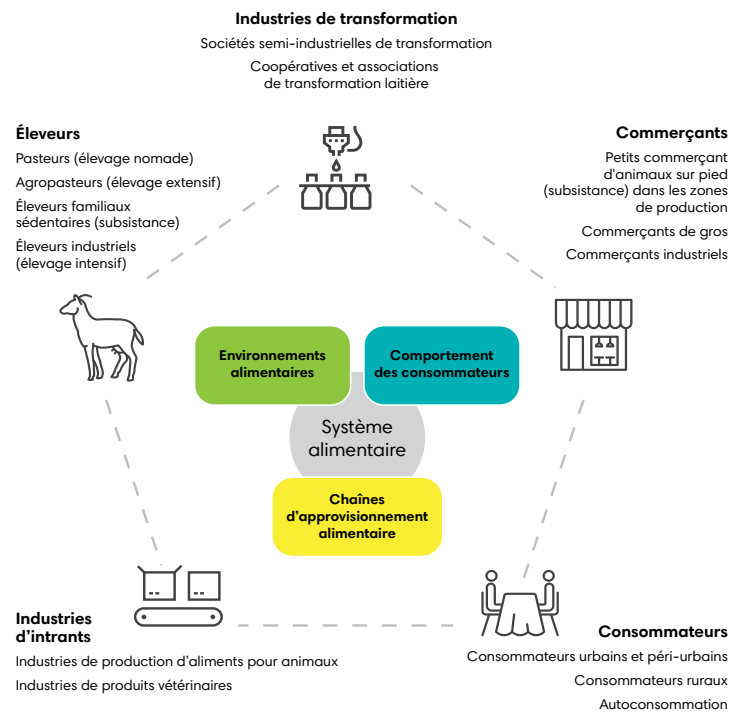 Industries de transformation
Sociétés semi-industrielles de transformation
Coopératives et associations
de transformation laitière
Éleveurs
Pasteurs (élevage nomade)
Agropasteurs (élevage extensif)
Éleveurs familiaux
sédentaires (subsistance)
Éleveurs industriels
(élevage intensif)
Commerçants
Petits commerçant
d'animaux sur pied
(subsistance) dans les zones
de production
Commerçants de gros
Commerçants industriels
Environnements
alimentaires
Comportement
des consommateurs
Système
alimentaire
Chaînes
d'approvisionnement
alimentaire
Industries
d'intrants
Industries de production d'aliments pour animaux
Industries de produits vétérinaires
Consommateurs
Consommateurs urbains et péri-urbains
Consommateurs ruraux
Autoconsommation